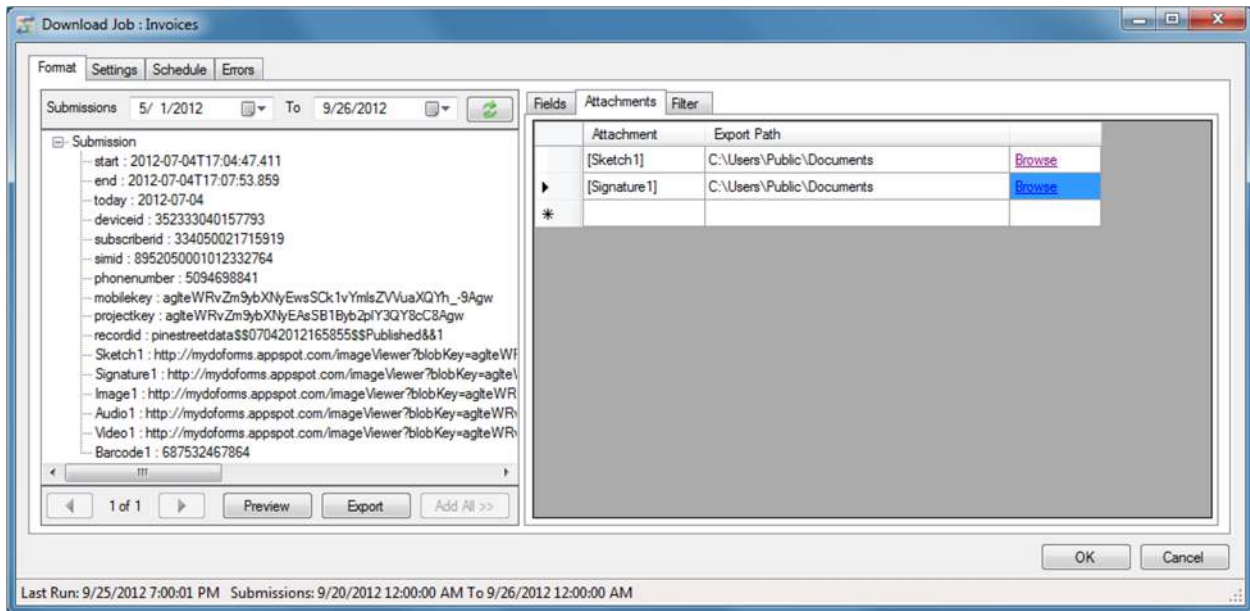 Download Job : Invoices
Format Settings Schedule Errors
Submissions 5/ 1/2012 To 9/26/2012
Submission
start : 2012-07-04T17:04:47.411
end : 2012-07-04T17:07:53.859
today : 2012-07-04
deviceid : 352333040157793
subscriberid : 334050021715919
simid : 8952050001012332764
phonenumber : 5094698841
mobilekey : aglteWRvZm9ybXNyEwsSCk1vYmlsZVVuaXQYh_-9Agw
projectkey : aglteWRvZm9ybXNyEAsSB1Byb2plY3QY8cC8Agw
recordid : pinestreetdata$$07042012165855$$Published&&1
Sketch1 : http://mydoforms.appspot.com/imageViewer?blobKey=aglteWF
Signature1 : http://mydoforms.appspot.com/imageViewer?blobKey=aglte
Image1 : http://mydoforms.appspot.com/imageViewer?blobKey=aglteWR
Audio1 : http://mydoforms.appspot.com/imageViewer?blobKey=aglteWR
Video1 : http://mydoforms.appspot.com/imageViewer?blobKey=aglteWR
Barcode1 : 687532467864
1 of 1 Preview Export Add All >>
Fields Attachments Filter
Attachment Export Path
[Sketch1] C:\Users\Public\Documents Browse
[Signature1] C:\Users\Public\Documents Browse
OK Cancel
Last Run: 9/25/2012 7:00:01 PM Submissions: 9/20/2012 12:00:00 AM To 9/26/2012 12:00:00 AM